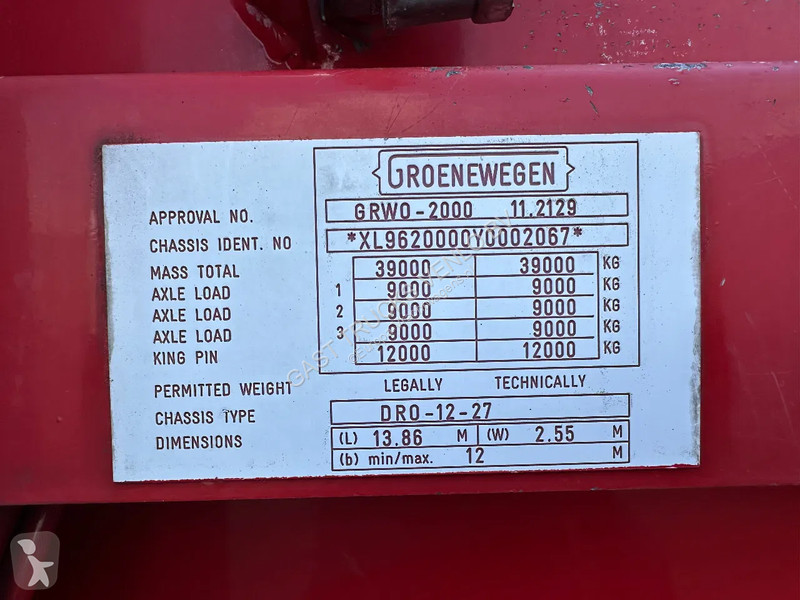 GROENEWEGEN
APPROVAL NO. GRWO-2000 11.2129
CHASSIS IDENT. NO *XL9620000Y0002067*
MASS TOTAL 39000 39000 KG
AXLE LOAD 1 9000 9000 KG
AXLE LOAD 2 9000 9000 KG
AXLE LOAD 3 9000 9000 KG
KING PIN 12000 12000 KG
PERMITTED WEIGHT LEGALLY TECHNICALLY
CHASSIS TYPE DRO-12-27
DIMENSIONS (L) 13.86 M (W) 2.55 M
(b) min/max. 12 M